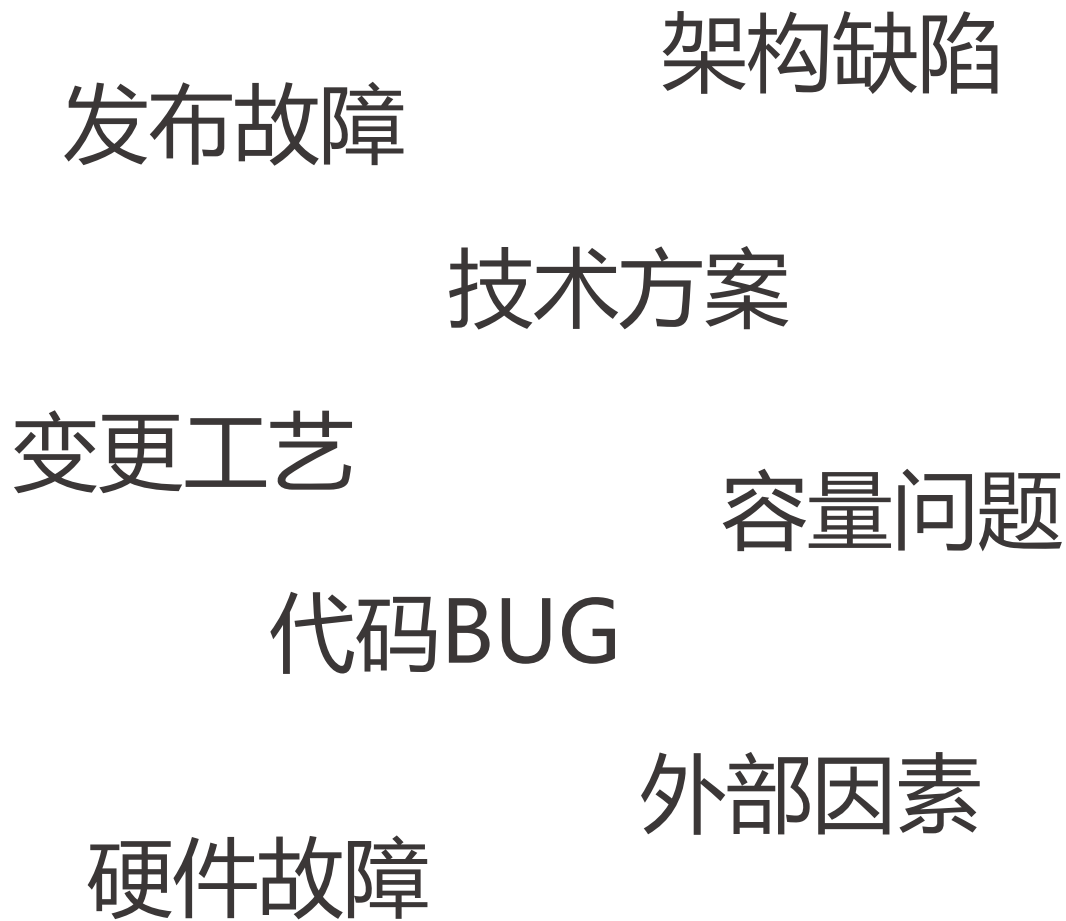 架构缺陷
发布故障
技术方案
变更工艺
容量问题
代码BUG
外部因素
硬件故障